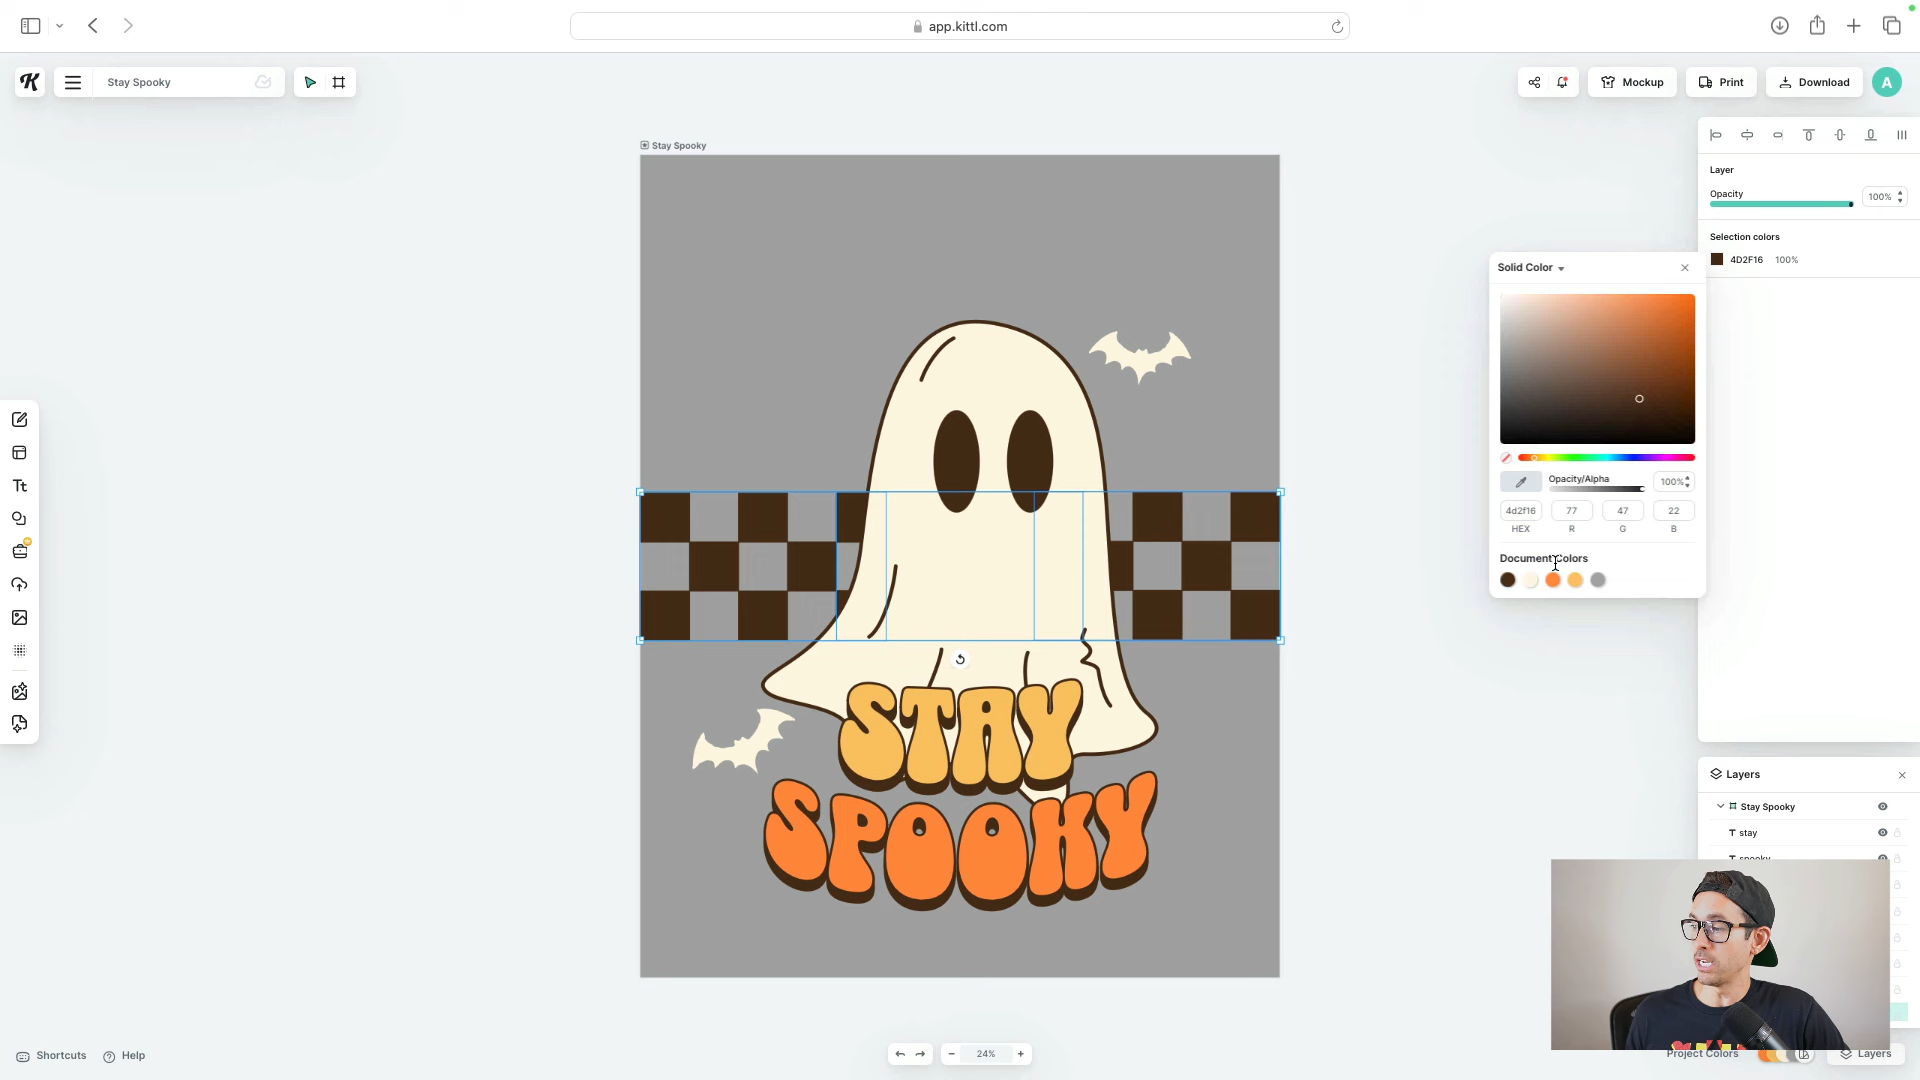 app.kittl.com
Stay Spooky
Mockup
Print
Download
A
Stay Spooky
Layer
Opacity
100%
Selection colors
4D2F16 100%
Solid Color
Opacity/Alpha
100%
4d2f16 77 47 22
HEX R G B
Document Colors
Tt
STAY
SPOOKY
Layers
Stay Spooky
T stay
T spooky
Shortcuts
Help
24%
Project Colors
Layers